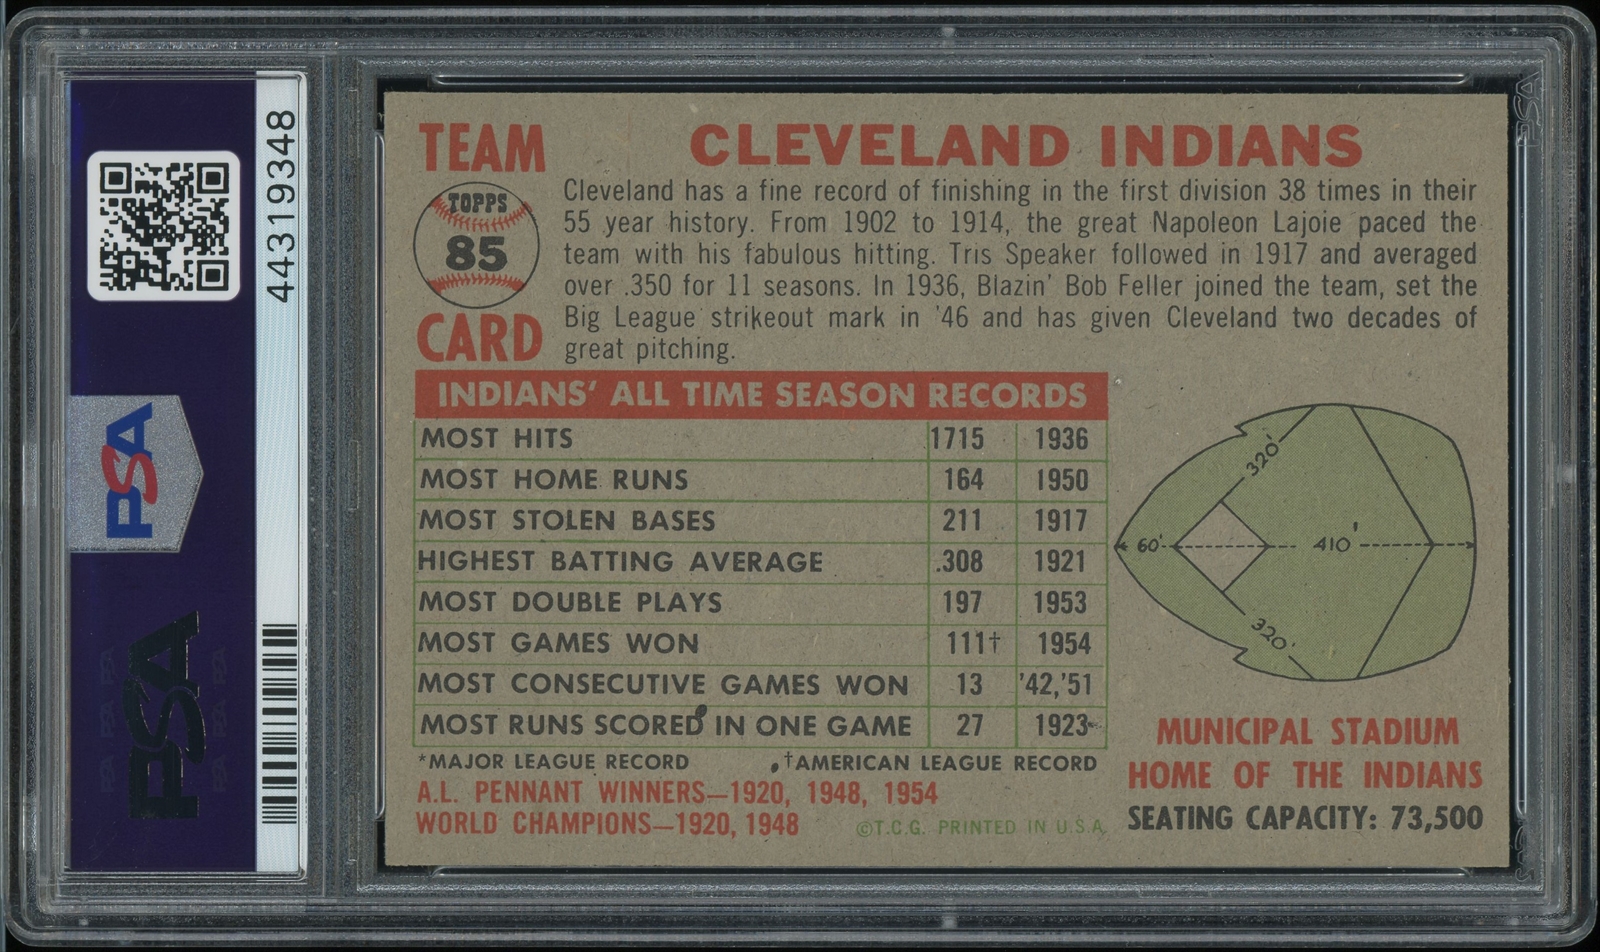 44319348
PSA
PSA
TEAM
TOPPS
85
CARD
CLEVELAND INDIANS
Cleveland has a fine record of finishing in the first division 38 times in their
55 year history. From 1902 to 1914, the great Napoleon Lajoie paced the
team with his fabulous hitting. Tris Speaker followed in 1917 and averaged
over .350 for 11 seasons. In 1936, Blazin' Bob Feller joined the team, set the
Big League strikeout mark in '46 and has given Cleveland two decades of
great pitching.
INDIANS' ALL TIME SEASON RECORDS
MOST HITS 1715 1936
MOST HOME RUNS 164 1950
MOST STOLEN BASES 211 1917
HIGHEST BATTING AVERAGE .308 1921
MOST DOUBLE PLAYS 197 1953
MOST GAMES WON 111† 1954
MOST CONSECUTIVE GAMES WON 13 '42,'51
MOST RUNS SCORED IN ONE GAME 27 1923
*MAJOR LEAGUE RECORD †AMERICAN LEAGUE RECORD
A.L. PENNANT WINNERS—1920, 1948, 1954
WORLD CHAMPIONS—1920, 1948
©T.C.G. PRINTED IN U.S.A.
320'
60'
410'
320'
MUNICIPAL STADIUM
HOME OF THE INDIANS
SEATING CAPACITY: 73,500
PSA